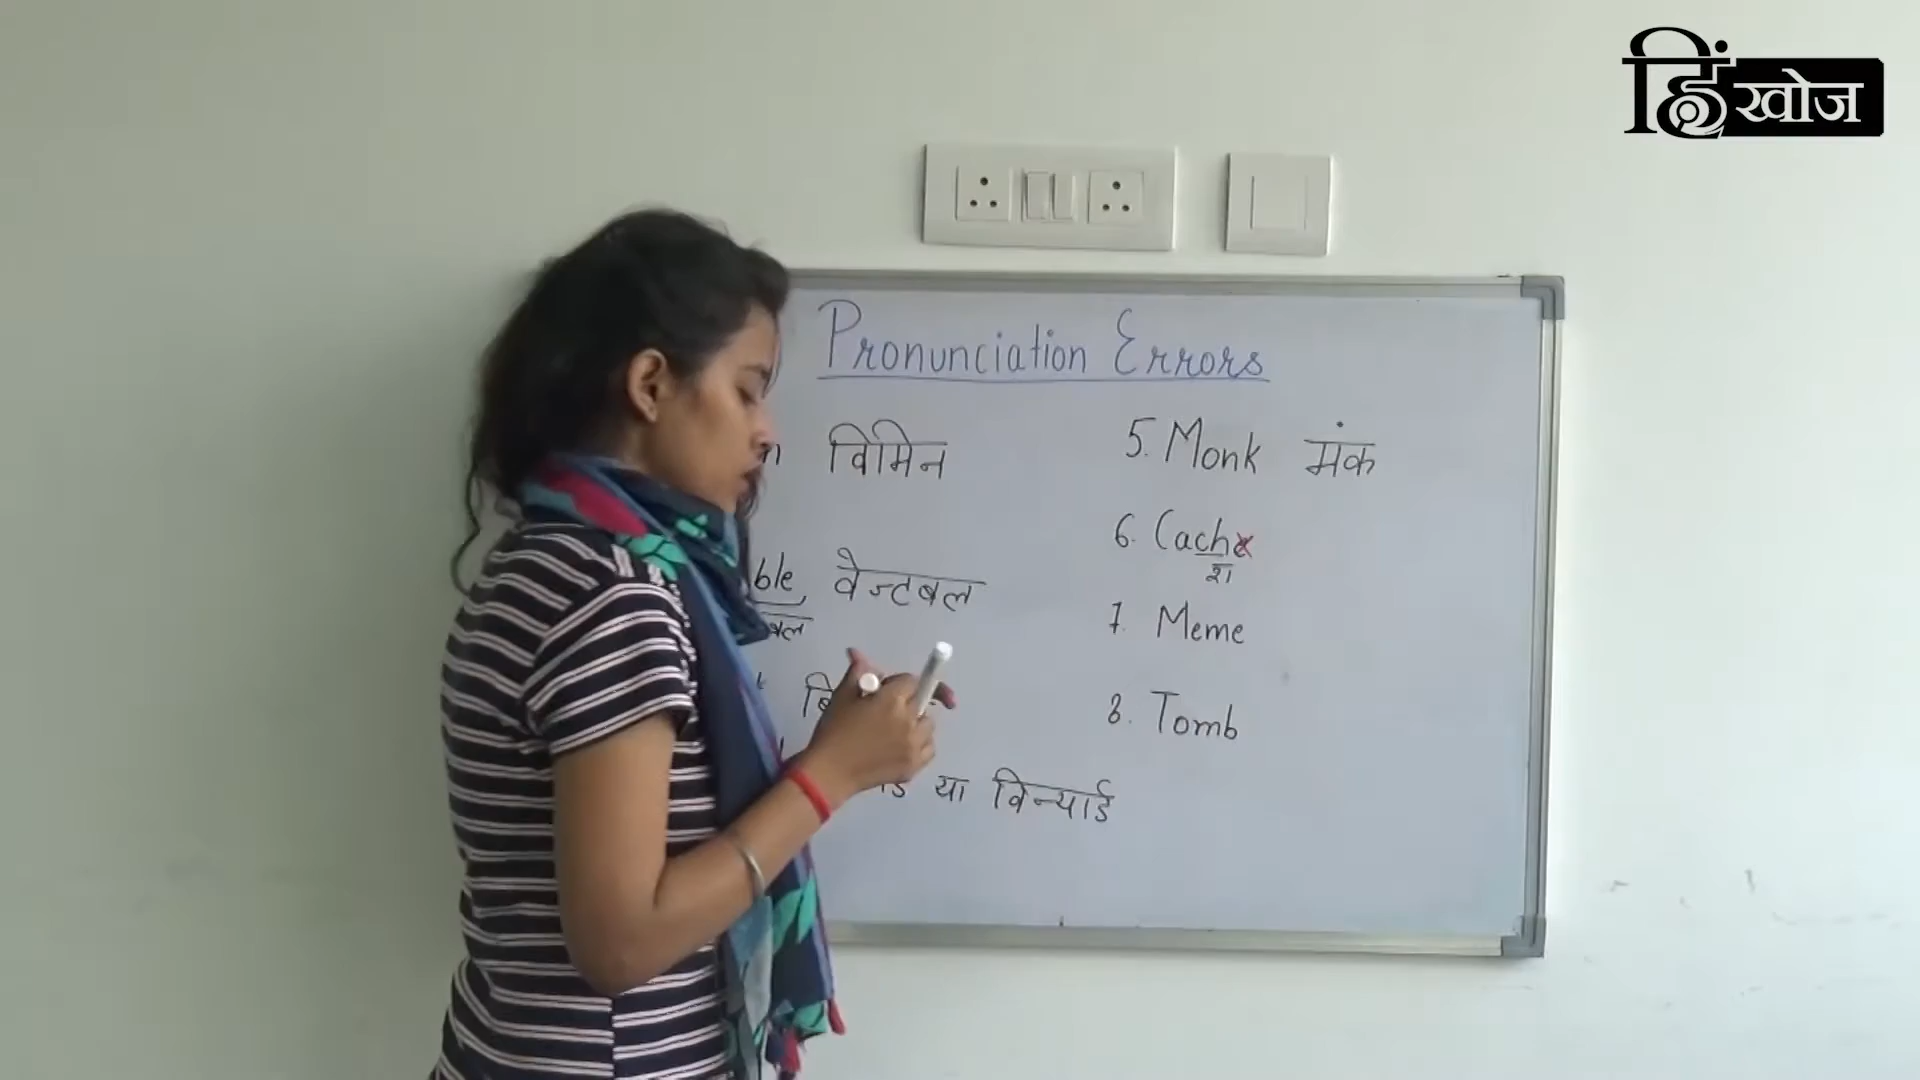 हिंखोज
Pronunciation Errors
विमिन
ble, वेज्टबल
बल
या विन्यार्ड
5. Monk मंक
6. Cache
श
7. Meme
8. Tomb